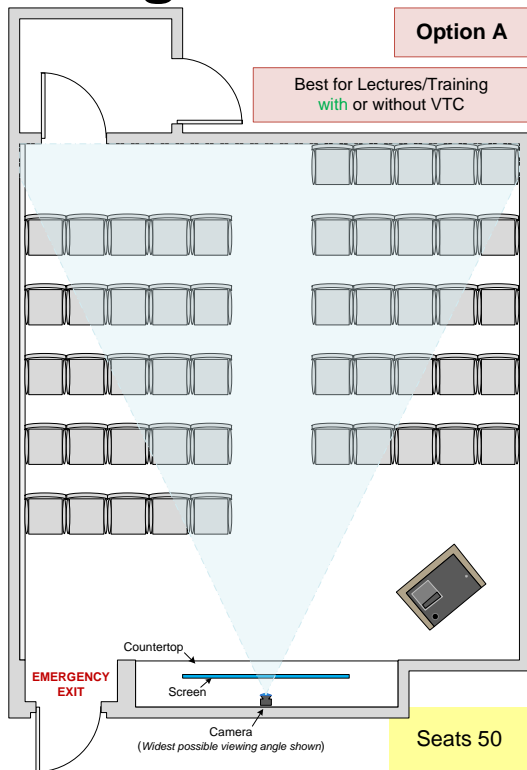 Option A
Best for Lectures/Training
with or without VTC
Countertop
EMERGENCY
EXIT
Screen
Camera
(Widest possible viewing angle shown)
Seats 50